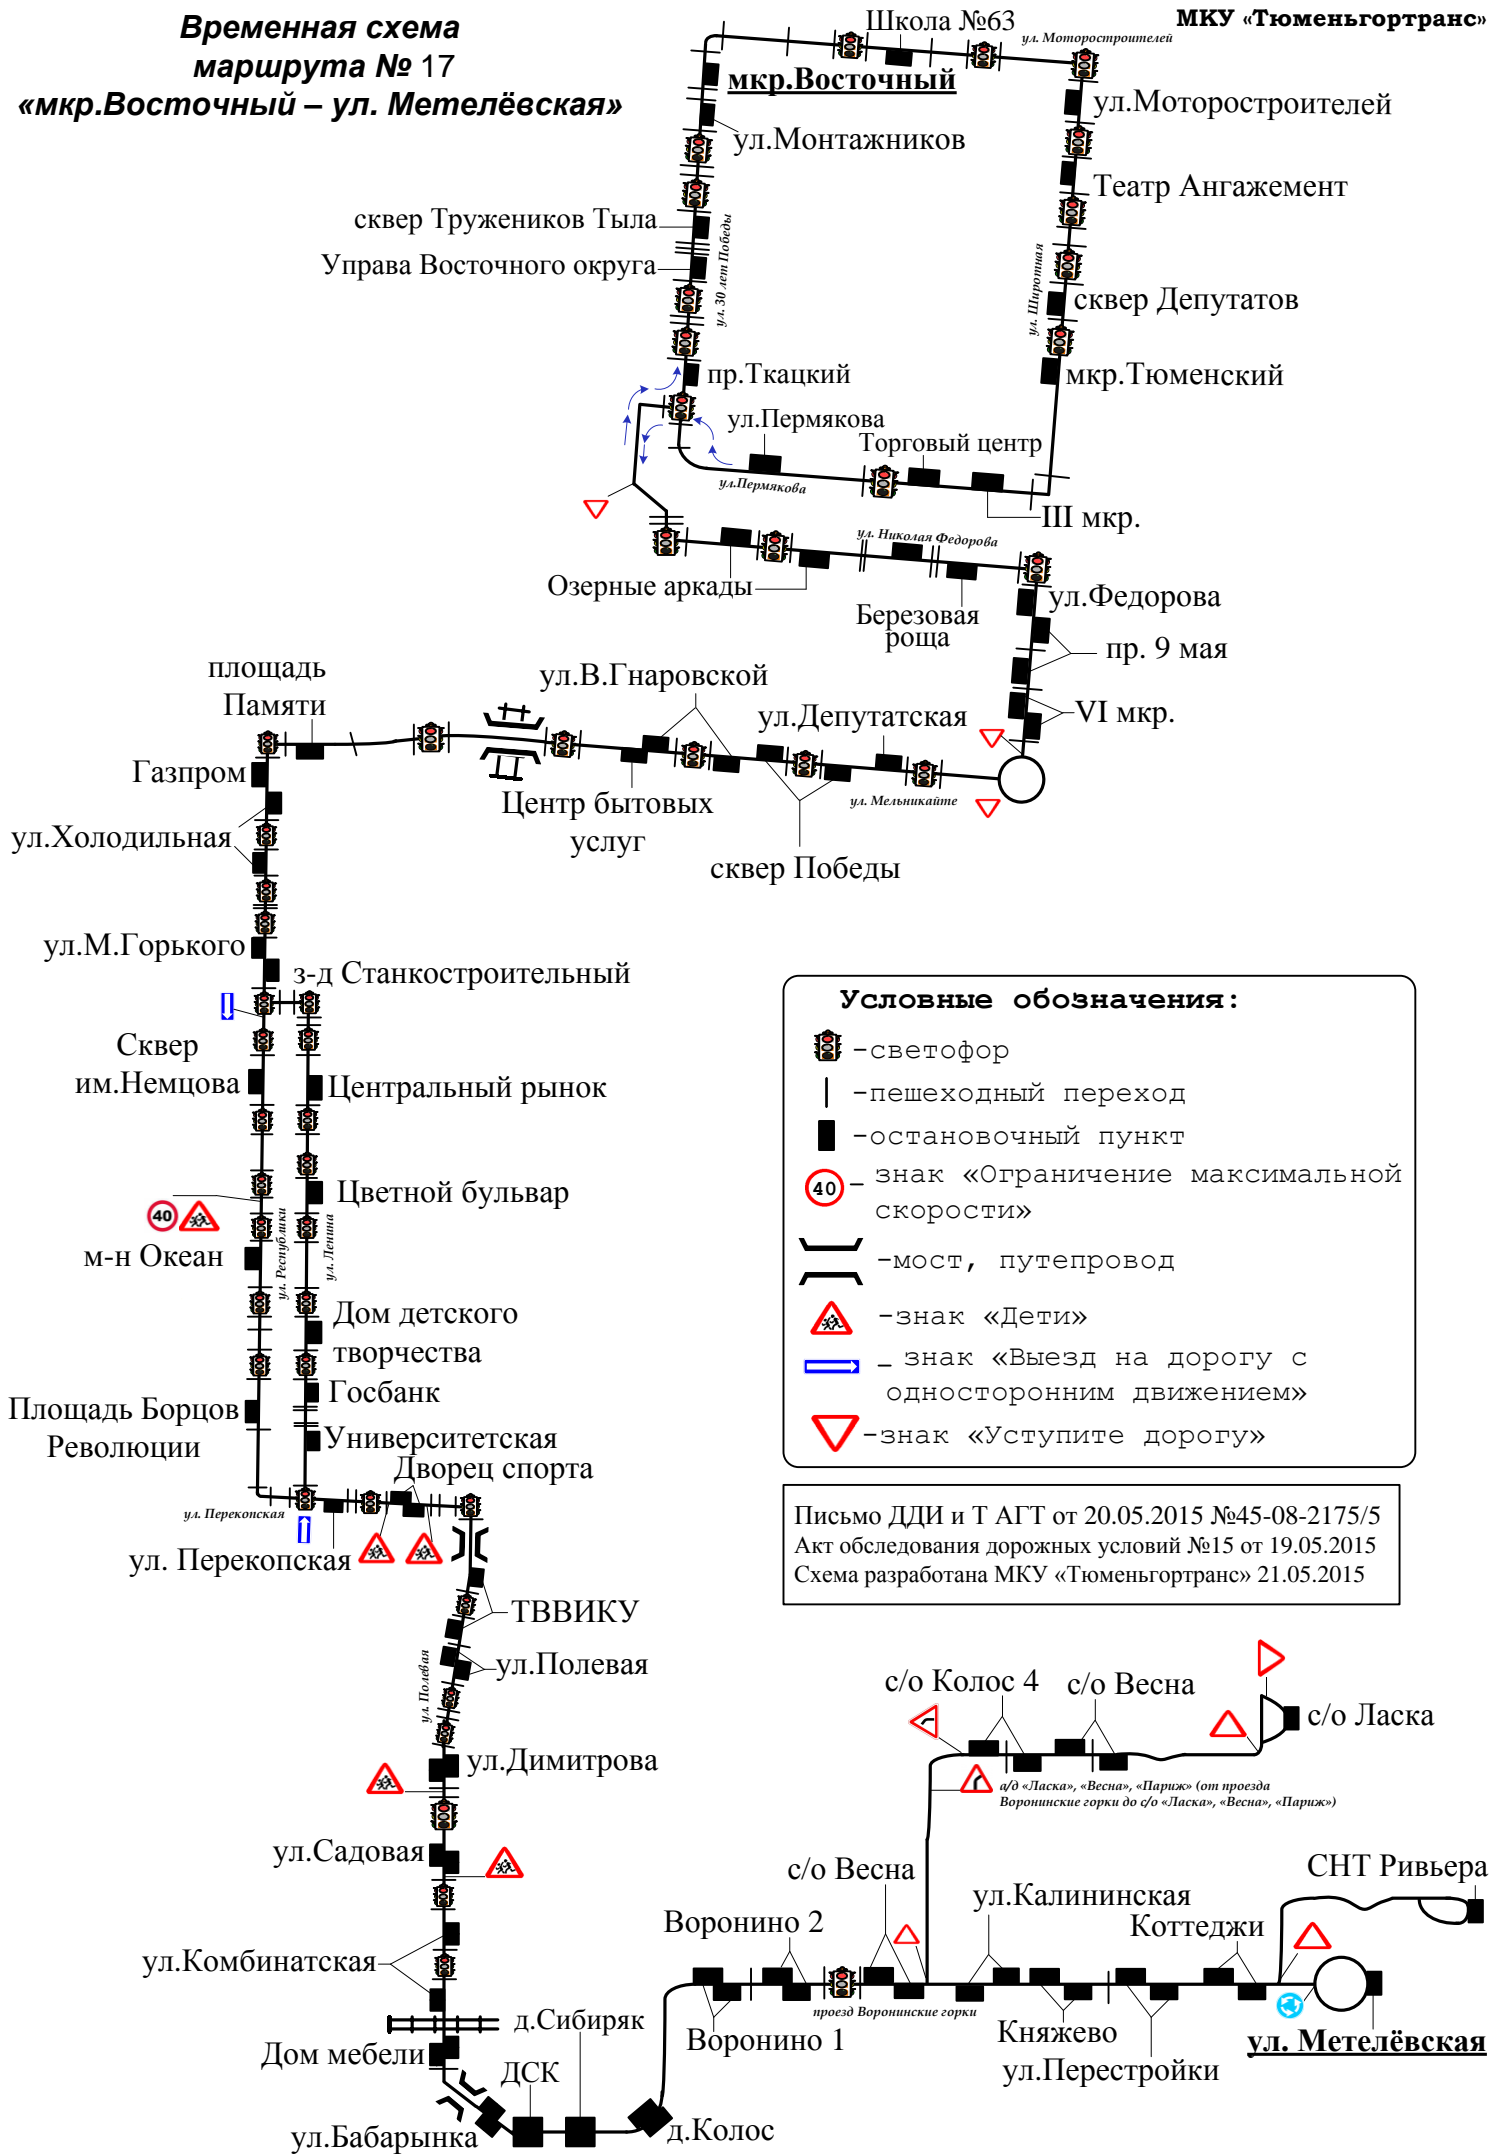 Временная схема
маршрута № 17
«мкр.Восточный – ул. Метелёвская»
МКУ «Тюменьгортранс»
Школа №63
ул. Моторостроителей
мкр.Восточный
ул.Моторостроителей
ул.Монтажников
Театр Ангажемент
сквер Тружеников Тыла
Управа Восточного округа
ул. 30 лет Победы
ул. Широтная
сквер Депутатов
пр.Ткацкий
мкр.Тюменский
ул.Пермякова
Торговый центр
ул.Пермякова
III мкр.
ул. Николая Федорова
Озерные аркады
Березовая
роща
ул.Федорова
пр. 9 мая
VI мкр.
площадь
Памяти
ул.В.Гнаровской
ул.Депутатская
Газпром
Центр бытовых
услуг
ул. Мельникайте
сквер Победы
ул.Холодильная
ул.М.Горького
з-д Станкостроительный
Сквер
им.Немцова
Центральный рынок
Цветной бульвар
40
м-н Океан
ул. Республики
ул. Ленина
Дом детского
творчества
Госбанк
Площадь Борцов
Революции
Университетская
Дворец спорта
ул. Перекопская
ул. Перекопская
Условные обозначения:
-светофор
-пешеходный переход
-остановочный пункт
40
- знак «Ограничение максимальной
скорости»
-мост, путепровод
-знак «Дети»
- знак «Выезд на дорогу с
односторонним движением»
-знак «Уступите дорогу»
Письмо ДДИ и Т АГТ от 20.05.2015 №45-08-2175/5
Акт обследования дорожных условий №15 от 19.05.2015
Схема разработана МКУ «Тюменьгортранс» 21.05.2015
ТВВИКУ
ул.Полевая
ул. Полевая
ул.Димитрова
ул.Садовая
ул.Комбинатская
Дом мебели
д.Сибиряк
ДСК
ул.Бабарынка
д.Колос
с/о Колос 4
с/о Весна
с/о Ласка
а/д «Ласка», «Весна», «Париж» (от проезда
Воронинские горки до с/о «Ласка», «Весна», «Париж»)
с/о Весна
СНТ Ривьера
ул.Калининская
Воронино 2
Коттеджи
проезд Воронинские горки
Воронино 1
Княжево
ул.Перестройки
ул. Метелёвская